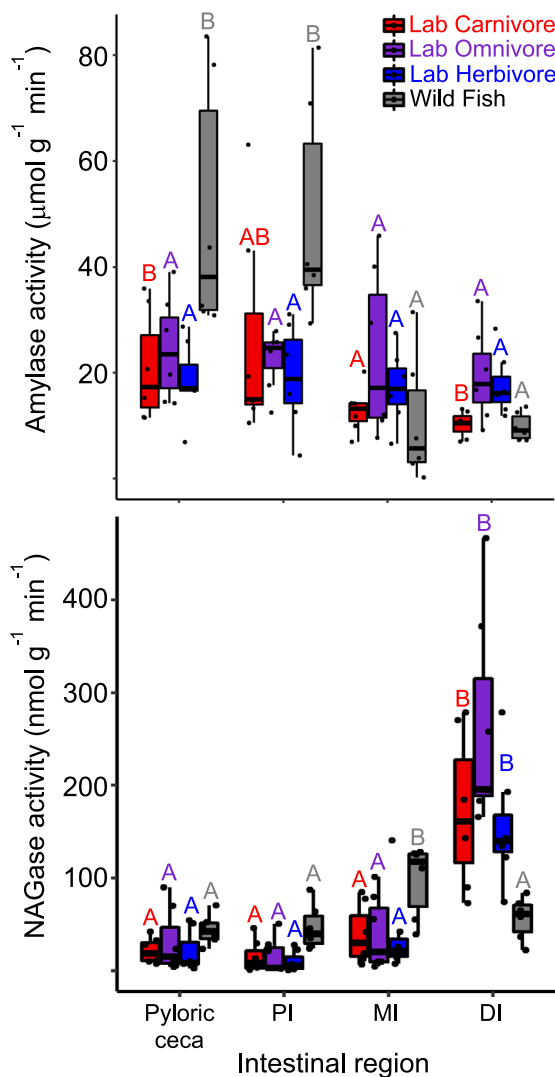 B
B
Lab Carnivore
Lab Omnivore
Lab Herbivore
Wild Fish
Amylase activity (μmol g⁻¹ min⁻¹)
80
60
40
20
B
A
A
AB
A
A
A
A
A
A
B
A
A
A
NAGase activity (nmol g⁻¹ min⁻¹)
400
300
200
100
A
A
A
A
A
A
A
A
A
A
A
B
B
B
B
A
Pyloric
ceca
PI
MI
DI
Intestinal region